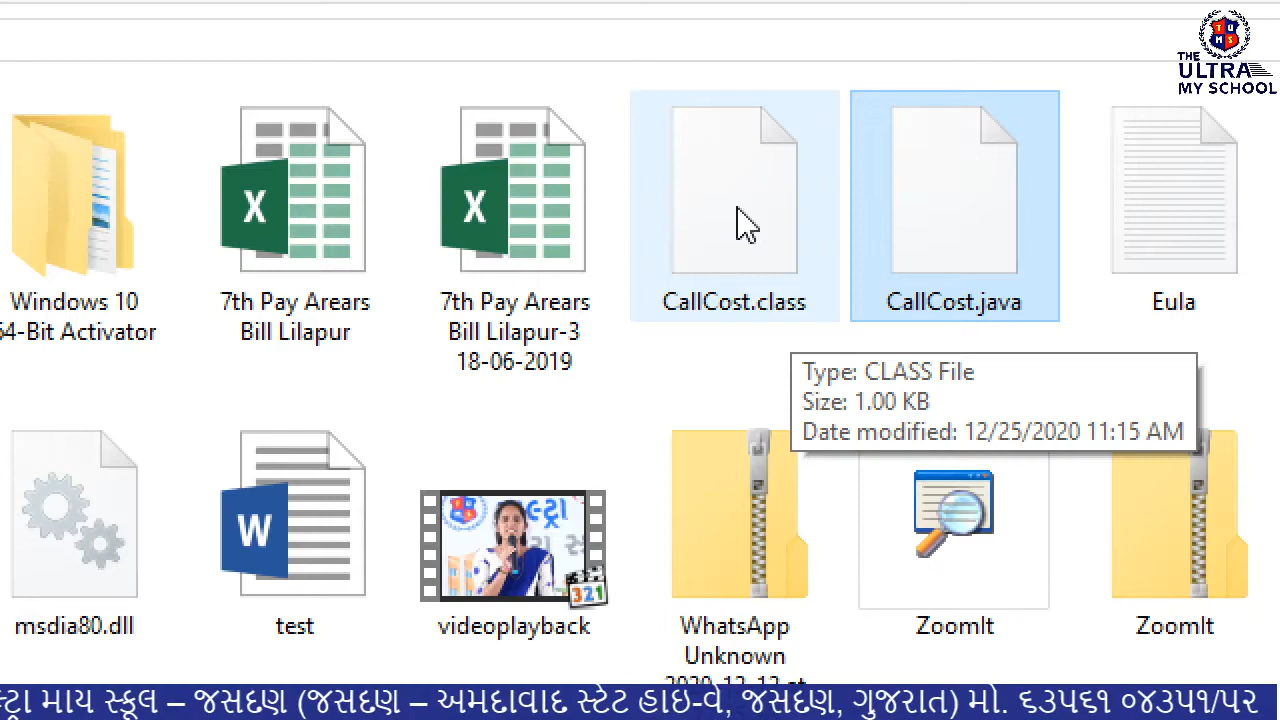 THE
ULTRA
MY SCHOOL
Windows 10
64-Bit Activator
7th Pay Arears
Bill Lilapur
7th Pay Arears
Bill Lilapur-3
18-06-2019
CallCost.class
CallCost.java
Eula
Type: CLASS File
Size: 1.00 KB
Date modified: 12/25/2020 11:15 AM
msdia80.dll
test
videoplayback
WhatsApp
Unknown
ZoomIt
ZoomIt
માય સ્કૂલ – જસદણ (જસદણ – અમદાવાદ સ્ટેટ હાઇ-વે, જસદણ, ગુજરાત) મો. ૬૩૫૬૧ ૦૪૩૫૧/૫૨